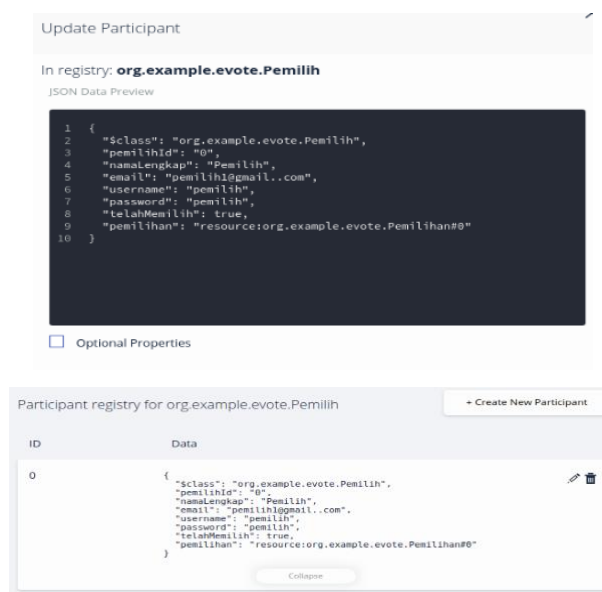 Update Participant
In registry: org.example.evote.Pemilih
JSON Data Preview
1 {
2 "$class": "org.example.evote.Pemilih",
3 "pemilihId": "0",
4 "namaLengkap": "Pemilih",
5 "email": "pemilih1@gmail..com",
6 "username": "pemilih",
7 "password": "pemilih",
8 "telahMemilih": true,
9 "pemilihan": "resource:org.example.evote.Pemilihan#0"
10 }
Optional Properties
Participant registry for org.example.evote.Pemilih + Create New Participant
ID Data
0 {
"$class": "org.example.evote.Pemilih",
"pemilihId": "0",
"namaLengkap": "Pemilih",
"email": "pemilih1@gmail..com",
"username": "pemilih",
"password": "pemilih",
"telahMemilih": true,
"pemilihan": "resource:org.example.evote.Pemilihan#0"
}
Collapse